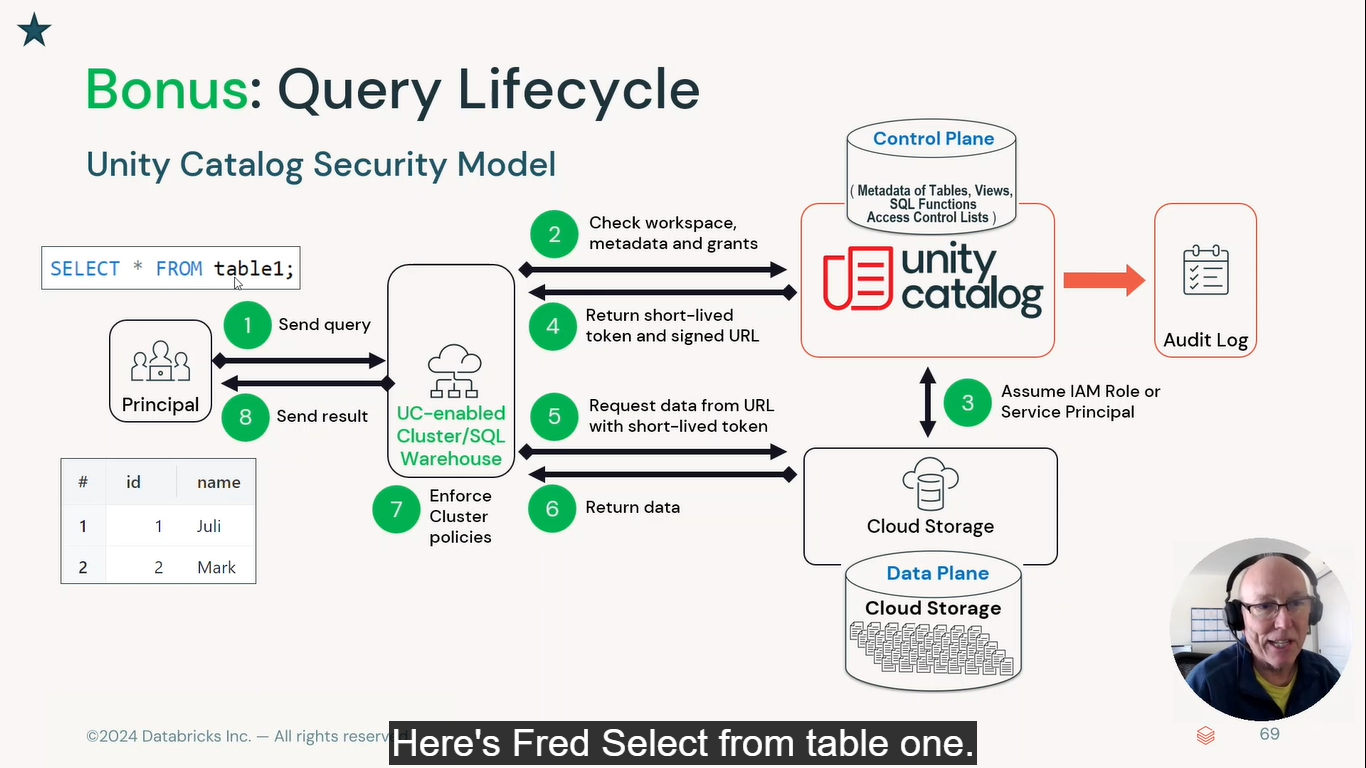 Bonus: Query Lifecycle
Unity Catalog Security Model
SELECT * FROM table1;
1
Send query
Principal
8
Send result
# id name
1 1 Juli
2 2 Mark
UC-enabled
Cluster/SQL
Warehouse
7
Enforce
Cluster
policies
2
Check workspace,
metadata and grants
4
Return short-lived
token and signed URL
5
Request data from URL
with short-lived token
6
Return data
Control Plane
( Metadata of Tables, Views,
SQL Functions
Access Control Lists )
unity
catalog
Audit Log
3
Assume IAM Role or
Service Principal
Cloud Storage
Data Plane
Cloud Storage
©2024 Databricks Inc. — All rights
Here's Fred Select from table one.
69